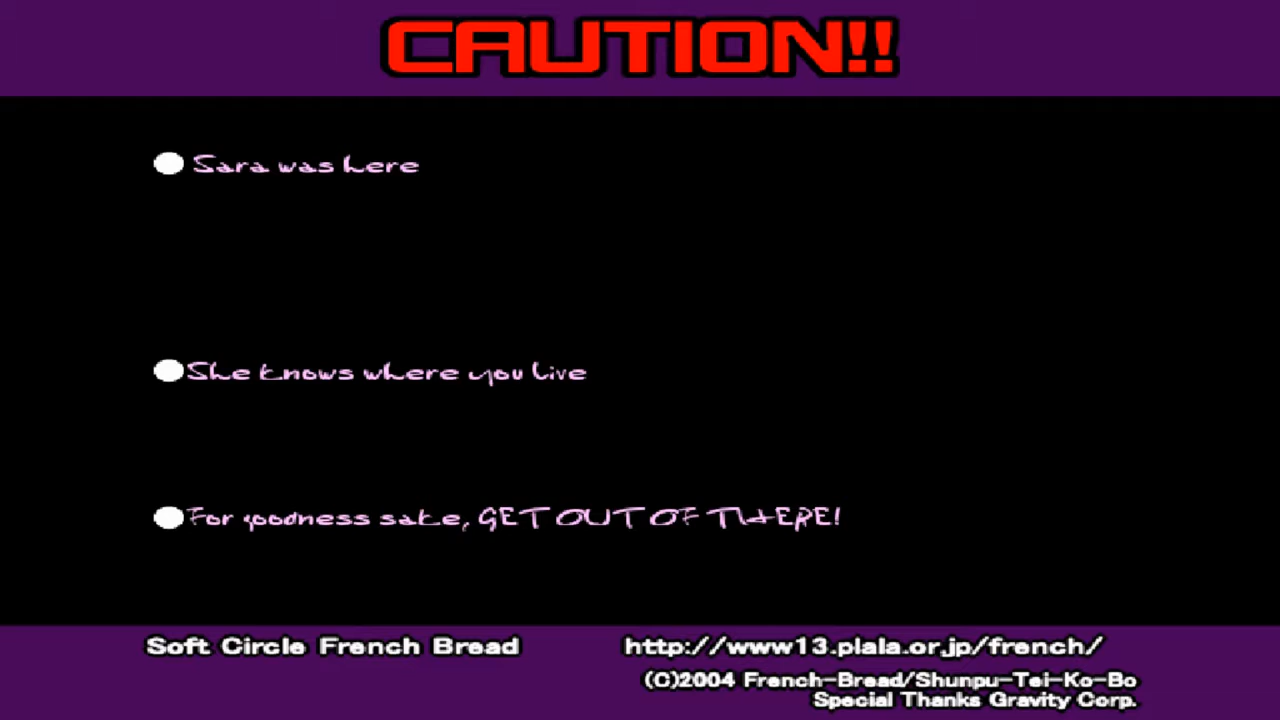 CAUTION!!
Sara was here
She knows where you live
For goodness sake, GET OUT OF THERE!
Soft Circle French Bread
http://www13.plala.or.jp/french/
(C)2004 French-Bread/Shunpu-Tei-Ko-Bo
Special Thanks Gravity Corp.